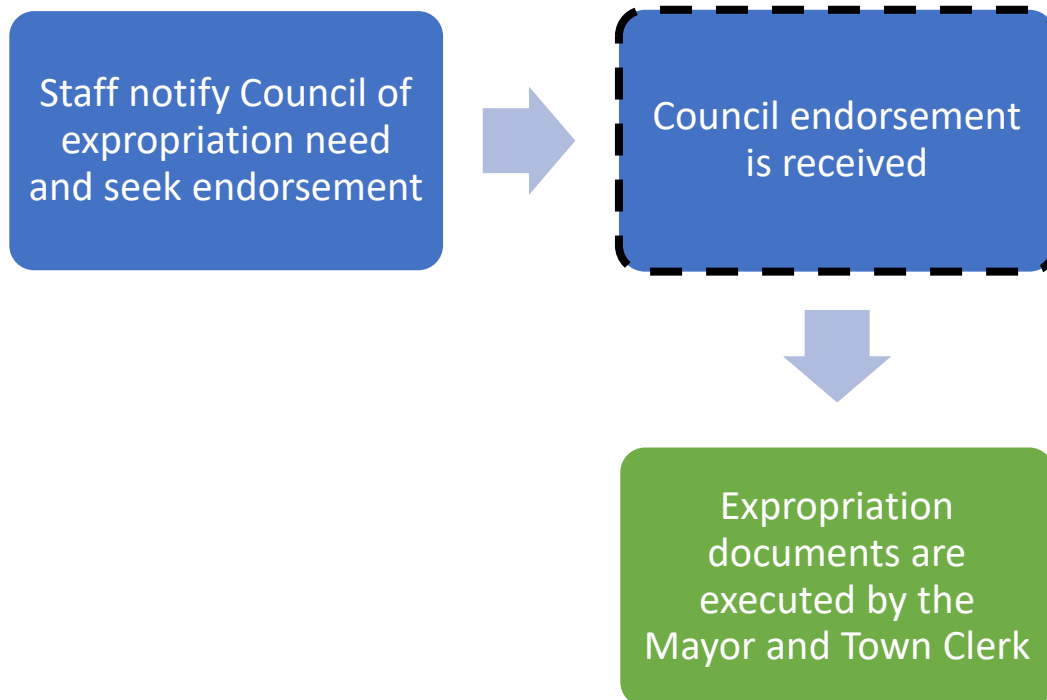 Staff notify Council of
expropriation need
and seek endorsement
Council endorsement
is received
Expropriation
documents are
executed by the
Mayor and Town Clerk